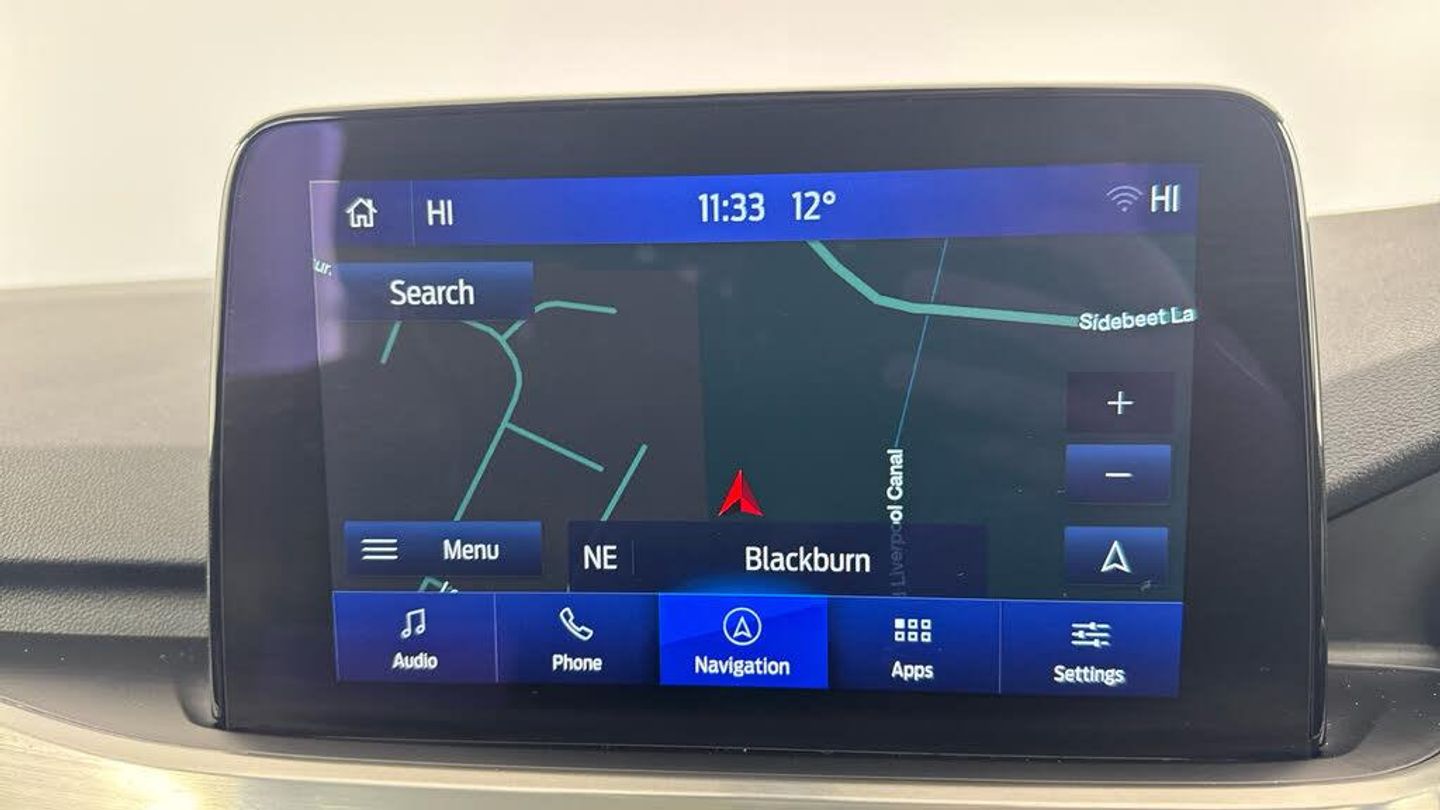 HI 11:33 12° HI
Search
Sidebeet La
+
−
Liverpool Canal
Menu NE Blackburn
Audio Phone Navigation Apps Settings